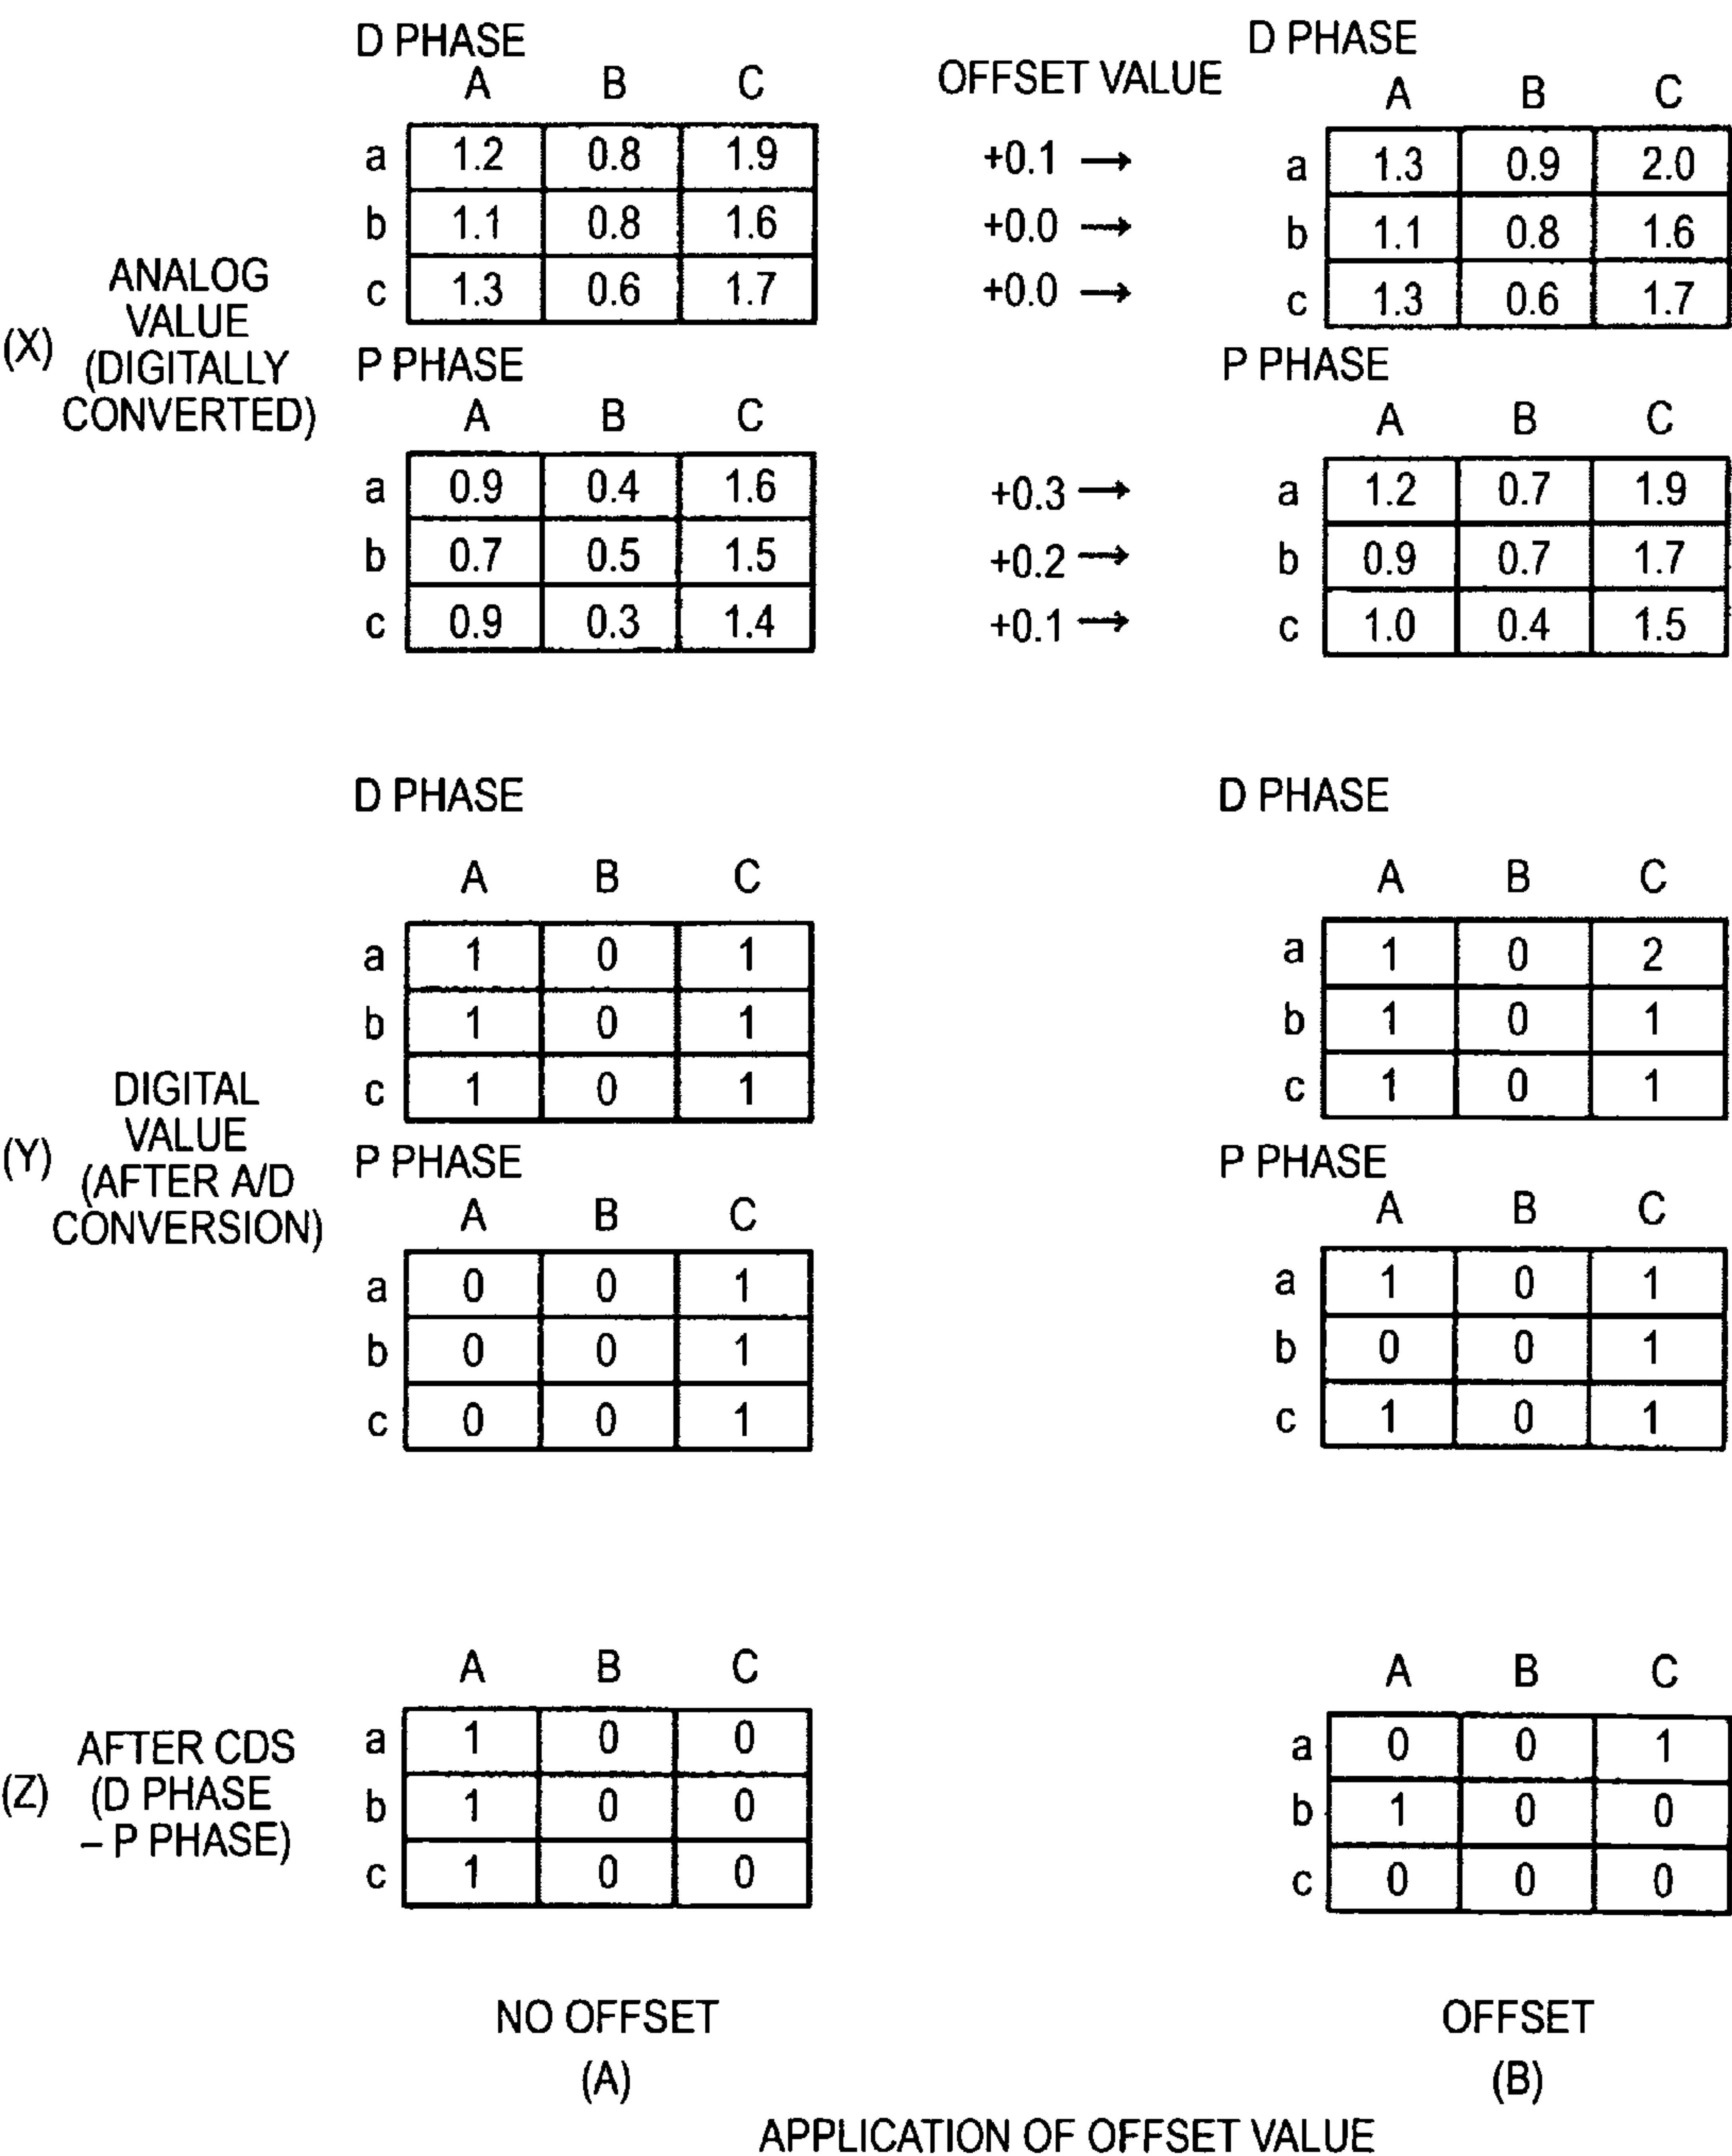 D PHASE
A B C
a 1.2 0.8 1.9
b 1.1 0.8 1.6
c 1.3 0.6 1.7
OFFSET VALUE
+0.1 →
+0.0 →
+0.0 →
D PHASE
A B C
a 1.3 0.9 2.0
b 1.1 0.8 1.6
c 1.3 0.6 1.7
(X) ANALOG
VALUE
(DIGITALLY
CONVERTED)
P PHASE
A B C
a 0.9 0.4 1.6
b 0.7 0.5 1.5
c 0.9 0.3 1.4
+0.3 →
+0.2 →
+0.1 →
P PHASE
A B C
a 1.2 0.7 1.9
b 0.9 0.7 1.7
c 1.0 0.4 1.5
D PHASE
A B C
a 1 0 1
b 1 0 1
c 1 0 1
D PHASE
A B C
a 1 0 2
b 1 0 1
c 1 0 1
(Y) DIGITAL
VALUE
(AFTER A/D
CONVERSION)
P PHASE
A B C
a 0 0 1
b 0 0 1
c 0 0 1
P PHASE
A B C
a 1 0 1
b 0 0 1
c 1 0 1
(Z) AFTER CDS
(D PHASE
– P PHASE)
A B C
a 1 0 0
b 1 0 0
c 1 0 0
A B C
a 0 0 1
b 1 0 0
c 0 0 0
NO OFFSET
(A)
OFFSET
(B)
APPLICATION OF OFFSET VALUE